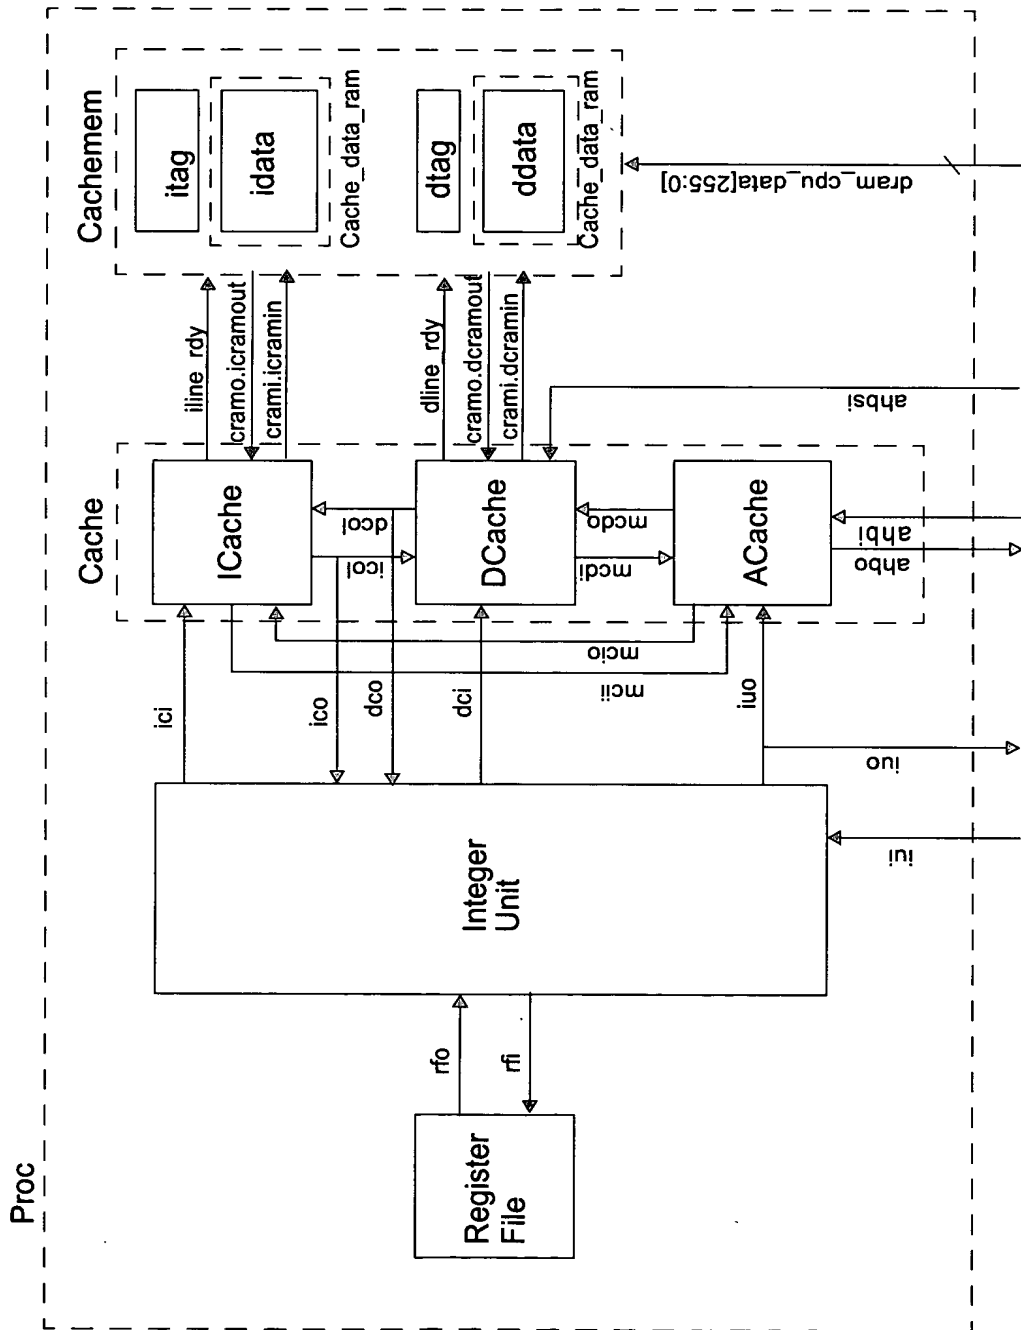 Proc
Cachemem
itag
idata
Cache_data_ram
dtag
ddata
Cache_data_ram
dram_cpu_data[255:0]
iline_rdy
cramo.icramout
crami.icramin
dline_rdy
cramo.dcramout
crami.dcramin
ahbsi
Cache
ICache
dcol
icol
DCache
mcdo
mcdi
ACache
ahbi
ahbo
mcio
mcii
ici
ico
dco
dci
iuo
iuo
Integer
Unit
iui
rfo
rfi
Register
File